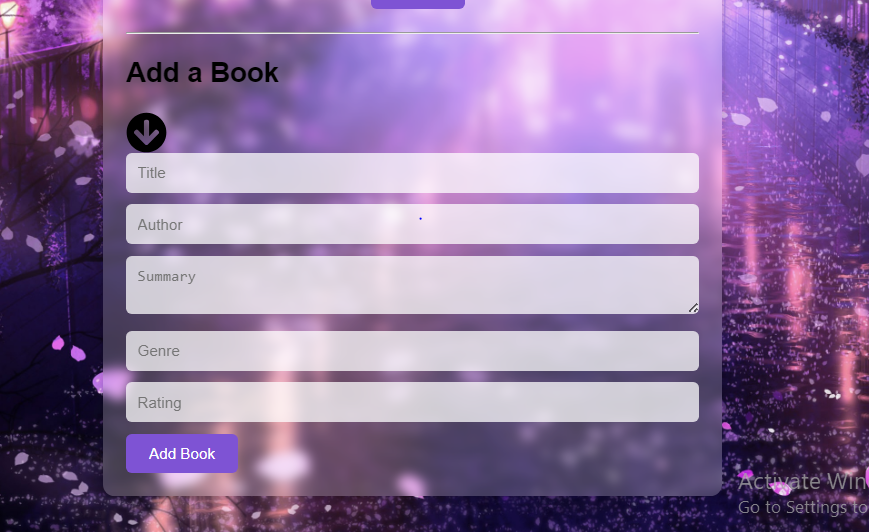 Add a Book
Title
Author
Summary
Genre
Rating
Add Book
Activate Win
Go to Settings to